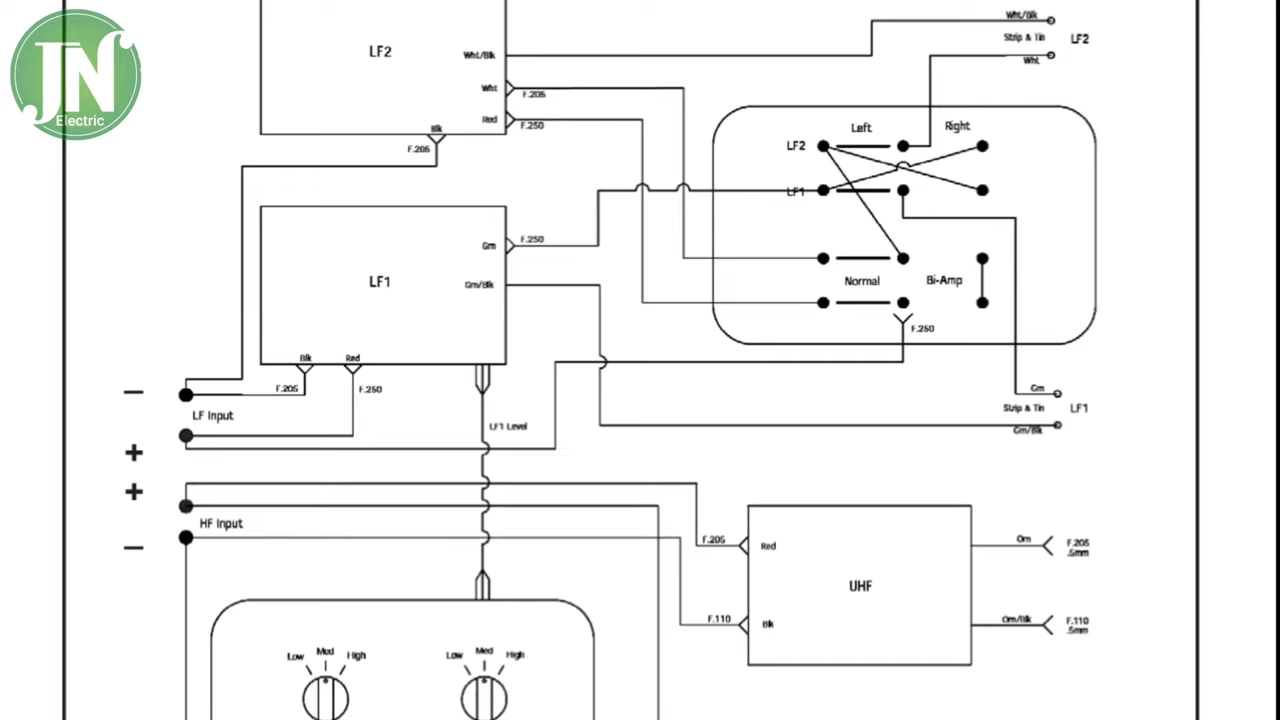 JN
Electric
LF2
Wht/Blk
Wht
F.205
Red
F.250
Blk
F.205
Wht/Blk
Strip & Tin
LF2
Wht
Left
Right
LF2
LF1
Normal
Bi-Amp
F.250
LF1
Grn
F.250
Grn/Blk
Blk
Red
F.205
F.250
− 
LF Input
+
LF1 Level
Grn
Strip & Tin
LF1
Grn/Blk
+
HF Input
−
F.205
Red
UHF
F.110
Blk
Orn
F.205
.5mm
Orn/Blk
F.110
.5mm
Low
Med
High
Low
Med
High